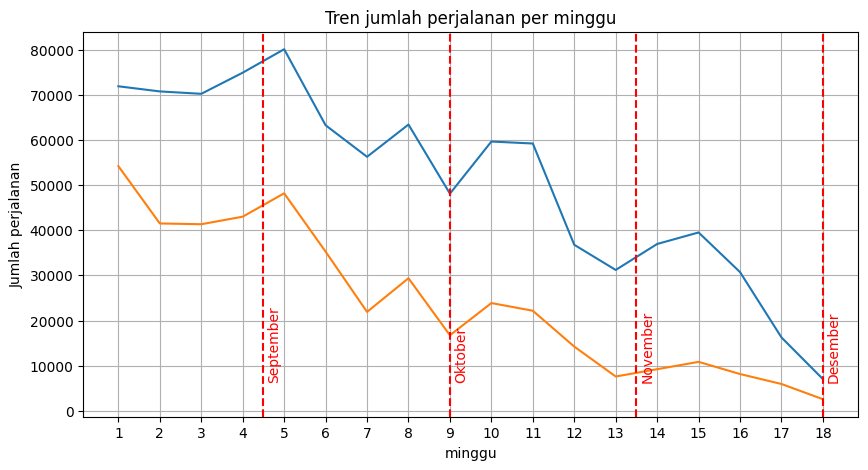 Tren jumlah perjalanan per minggu
Jumlah perjalanan
80000
70000
60000
50000
40000
30000
20000
10000
0
September
Oktober
November
Desember
1 2 3 4 5 6 7 8 9 10 11 12 13 14 15 16 17 18
minggu